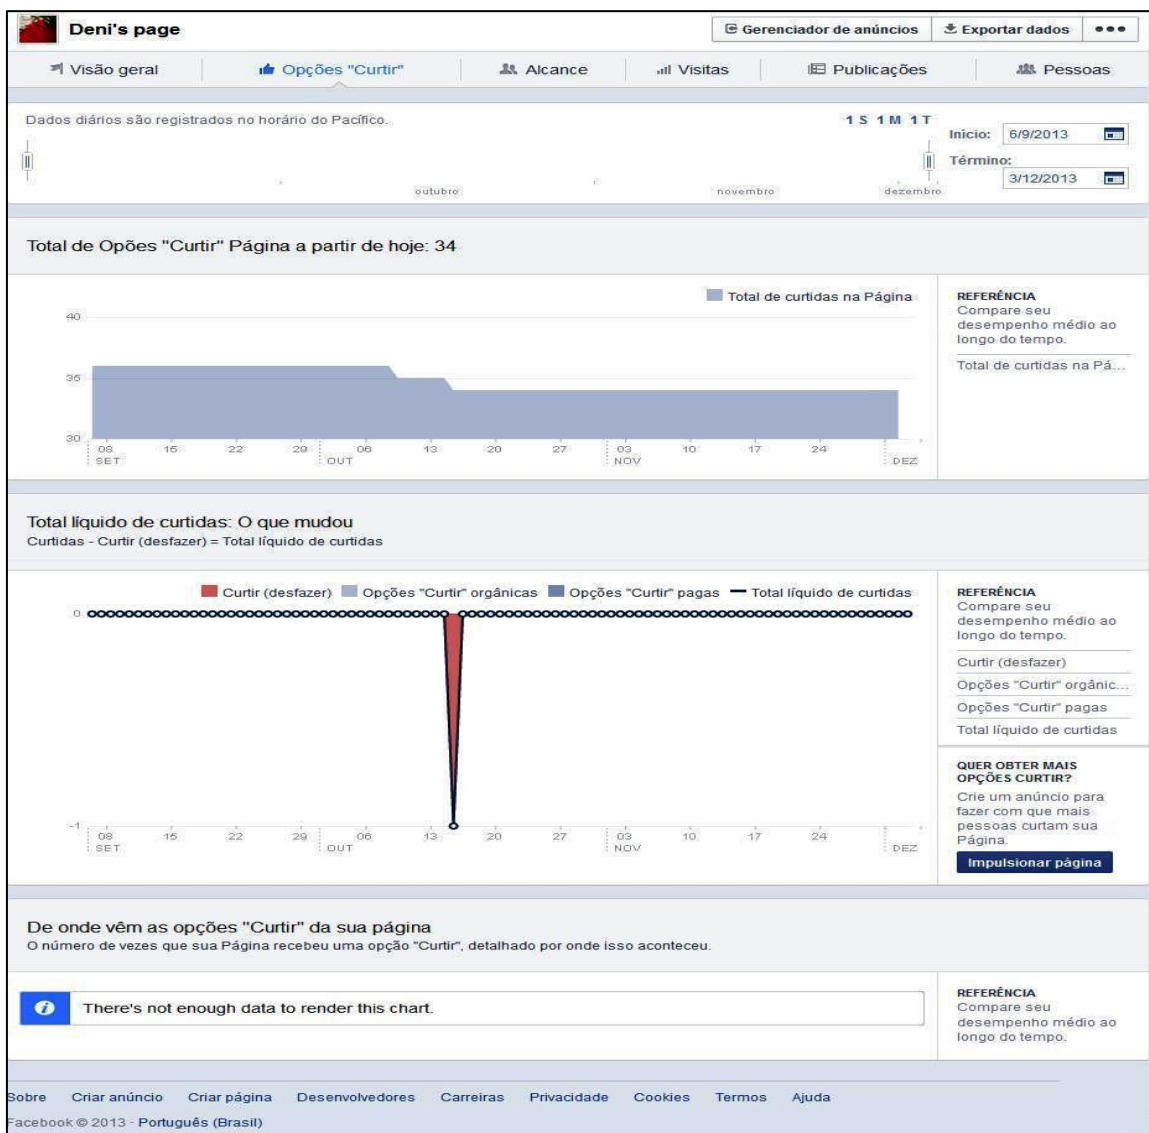 Deni's page
Gerenciador de anúncios
Exportar dados
Visão geral
Opções "Curtir"
Alcance
Visitas
Publicações
Pessoas
Dados diários são registrados no horário do Pacífico.
1 S 1 M 1 T
Início: 6/9/2013
Término:
3/12/2013
outubro novembro dezembro
Total de Opões "Curtir" Página a partir de hoje: 34
Total de curtidas na Página
40
35
30
08 15 22 29 06 13 20 27 03 10 17 24
SET OUT NOV DEZ
REFERÊNCIA
Compare seu
desempenho médio ao
longo do tempo.
Total de curtidas na Pá...
Total líquido de curtidas: O que mudou
Curtidas - Curtir (desfazer) = Total líquido de curtidas
Curtir (desfazer) Opções "Curtir" orgânicas Opções "Curtir" pagas Total líquido de curtidas
0
-1
08 15 22 29 06 13 20 27 03 10 17 24
SET OUT NOV DEZ
REFERÊNCIA
Compare seu
desempenho médio ao
longo do tempo.
Curtir (desfazer)
Opções "Curtir" orgânic...
Opções "Curtir" pagas
Total líquido de curtidas
QUER OBTER MAIS
OPÇÕES CURTIR?
Crie um anúncio para
fazer com que mais
pessoas curtam sua
Página.
Impulsionar página
De onde vêm as opções "Curtir" da sua página
O número de vezes que sua Página recebeu uma opção "Curtir", detalhado por onde isso aconteceu.
i
There's not enough data to render this chart.
REFERÊNCIA
Compare seu
desempenho médio ao
longo do tempo.
Sobre Criar anúncio Criar página Desenvolvedores Carreiras Privacidade Cookies Termos Ajuda
Facebook © 2013 · Português (Brasil)